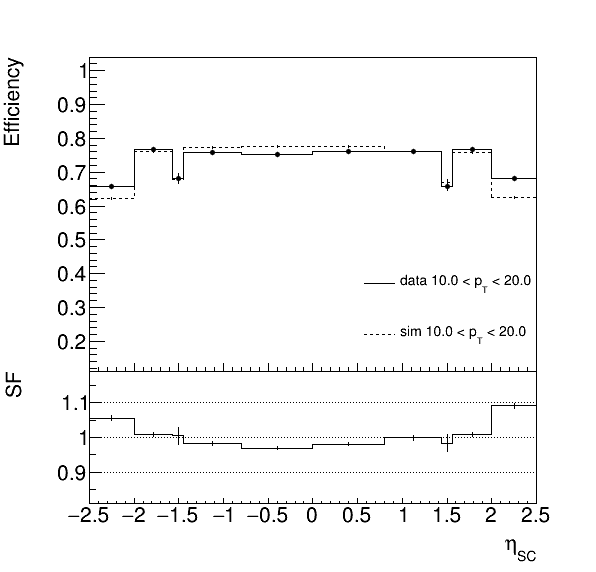 Efficiency
1
0.9
0.8
0.7
0.6
0.5
0.4
0.3
0.2
data 10.0 < p_T < 20.0
sim 10.0 < p_T < 20.0
SF
1.1
1
0.9
−2.5 −2 −1.5 −1 −0.5 0 0.5 1 1.5 2 2.5
η_SC